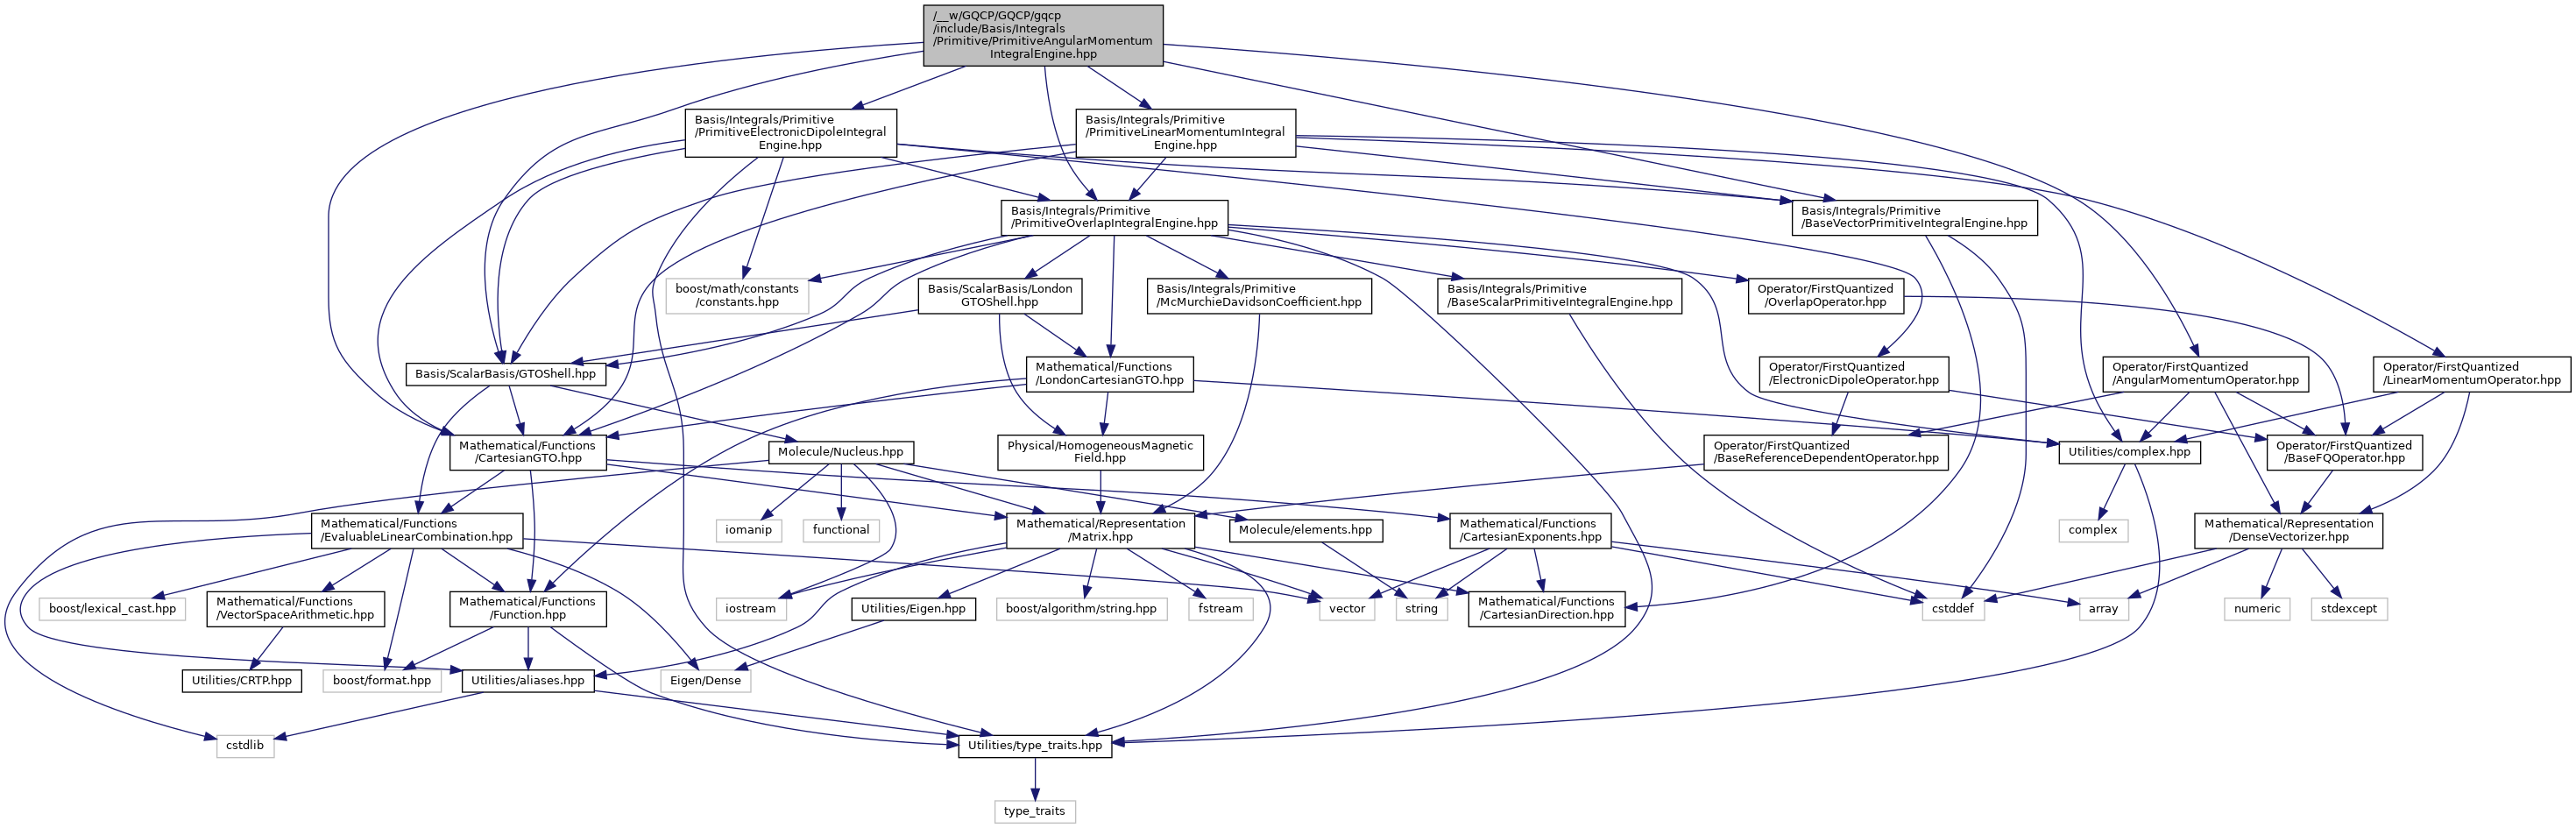 /__w/GQCP/GQCP/gqcp
/include/Basis/Integrals
/Primitive/PrimitiveAngularMomentum
IntegralEngine.hpp
Basis/Integrals/Primitive
/PrimitiveElectronicDipoleIntegral
Engine.hpp
Basis/Integrals/Primitive
/PrimitiveLinearMomentumIntegral
Engine.hpp
Basis/Integrals/Primitive
/PrimitiveOverlapIntegralEngine.hpp
Basis/Integrals/Primitive
/BaseVectorPrimitiveIntegralEngine.hpp
boost/math/constants
/constants.hpp
Basis/ScalarBasis/London
GTOShell.hpp
Basis/Integrals/Primitive
/McMurchieDavidsonCoefficient.hpp
Basis/Integrals/Primitive
/BaseScalarPrimitiveIntegralEngine.hpp
Operator/FirstQuantized
/OverlapOperator.hpp
Basis/ScalarBasis/GTOShell.hpp
Mathematical/Functions
/LondonCartesianGTO.hpp
Operator/FirstQuantized
/ElectronicDipoleOperator.hpp
Operator/FirstQuantized
/AngularMomentumOperator.hpp
Operator/FirstQuantized
/LinearMomentumOperator.hpp
Mathematical/Functions
/CartesianGTO.hpp
Molecule/Nucleus.hpp
Physical/HomogeneousMagnetic
Field.hpp
Operator/FirstQuantized
/BaseReferenceDependentOperator.hpp
Utilities/complex.hpp
Operator/FirstQuantized
/BaseFQOperator.hpp
Mathematical/Functions
/EvaluableLinearCombination.hpp
iomanip
functional
Mathematical/Representation
/Matrix.hpp
Molecule/elements.hpp
Mathematical/Functions
/CartesianExponents.hpp
complex
Mathematical/Representation
/DenseVectorizer.hpp
boost/lexical_cast.hpp
Mathematical/Functions
/VectorSpaceArithmetic.hpp
Mathematical/Functions
/Function.hpp
iostream
Utilities/Eigen.hpp
boost/algorithm/string.hpp
fstream
vector
string
Mathematical/Functions
/CartesianDirection.hpp
cstddef
array
numeric
stdexcept
Utilities/CRTP.hpp
boost/format.hpp
Utilities/aliases.hpp
Eigen/Dense
cstdlib
Utilities/type_traits.hpp
type_traits